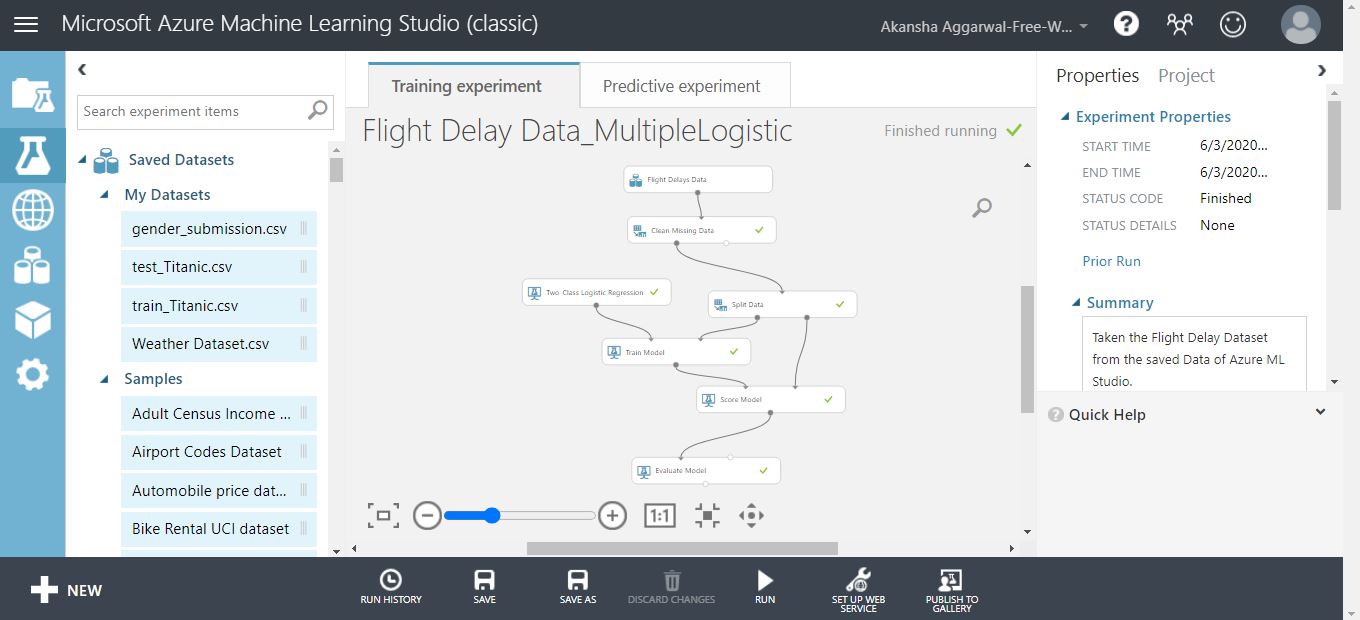 Microsoft Azure Machine Learning Studio (classic)
Akansha Aggarwal-Free-W...
?
Search experiment items
Saved Datasets
My Datasets
gender_submission.csv
test_Titanic.csv
train_Titanic.csv
Weather Dataset.csv
Samples
Adult Census Income ...
Airport Codes Dataset
Automobile price dat...
Bike Rental UCI dataset
Training experiment
Predictive experiment
Flight Delay Data_MultipleLogistic
Finished running
Flight Delays Data
Clean Missing Data
Two-Class Logistic Regression
Split Data
Train Model
Score Model
Evaluate Model
1:1
Properties
Project
Experiment Properties
START TIME 6/3/2020...
END TIME 6/3/2020...
STATUS CODE Finished
STATUS DETAILS None
Prior Run
Summary
Taken the Flight Delay Dataset
from the saved Data of Azure ML
Studio.
? Quick Help
NEW
RUN HISTORY
SAVE
SAVE AS
DISCARD CHANGES
RUN
SET UP WEB
SERVICE
PUBLISH TO
GALLERY